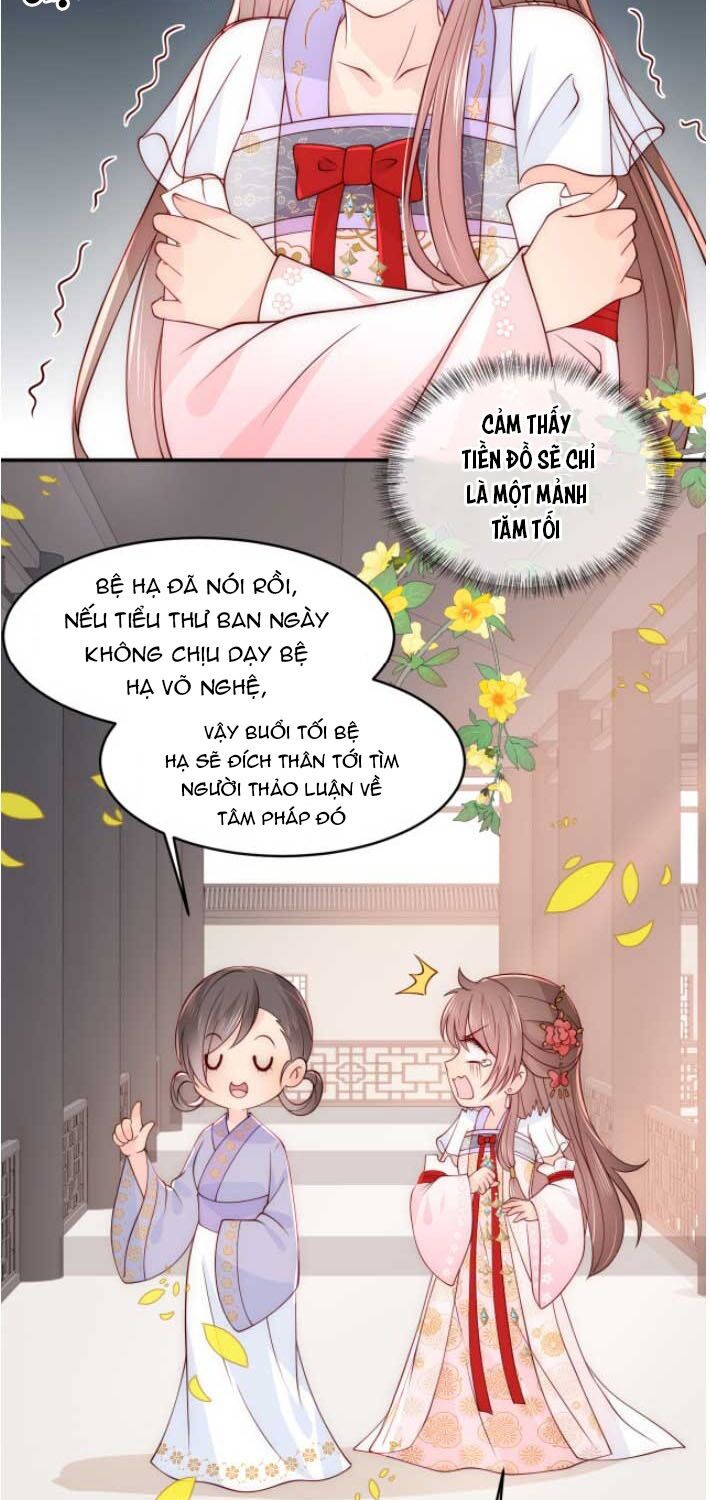 CẢM THẤY
TIỀN ĐỒ SẼ CHỈ
LÀ MỘT MẢNH
TĂM TỐI
BỆ HẠ ĐÃ NÓI RỒI,
NẾU TIỂU THƯ BAN NGÀY
KHÔNG CHỊU DẠY BỆ
HẠ VÕ NGHỆ,
VẬY BUỔI TỐI BỆ
HẠ SẼ ĐÍCH THÂN TỚI TÌM
NGƯỜI THẢO LUẬN VỀ
TÂM PHÁP ĐÓ